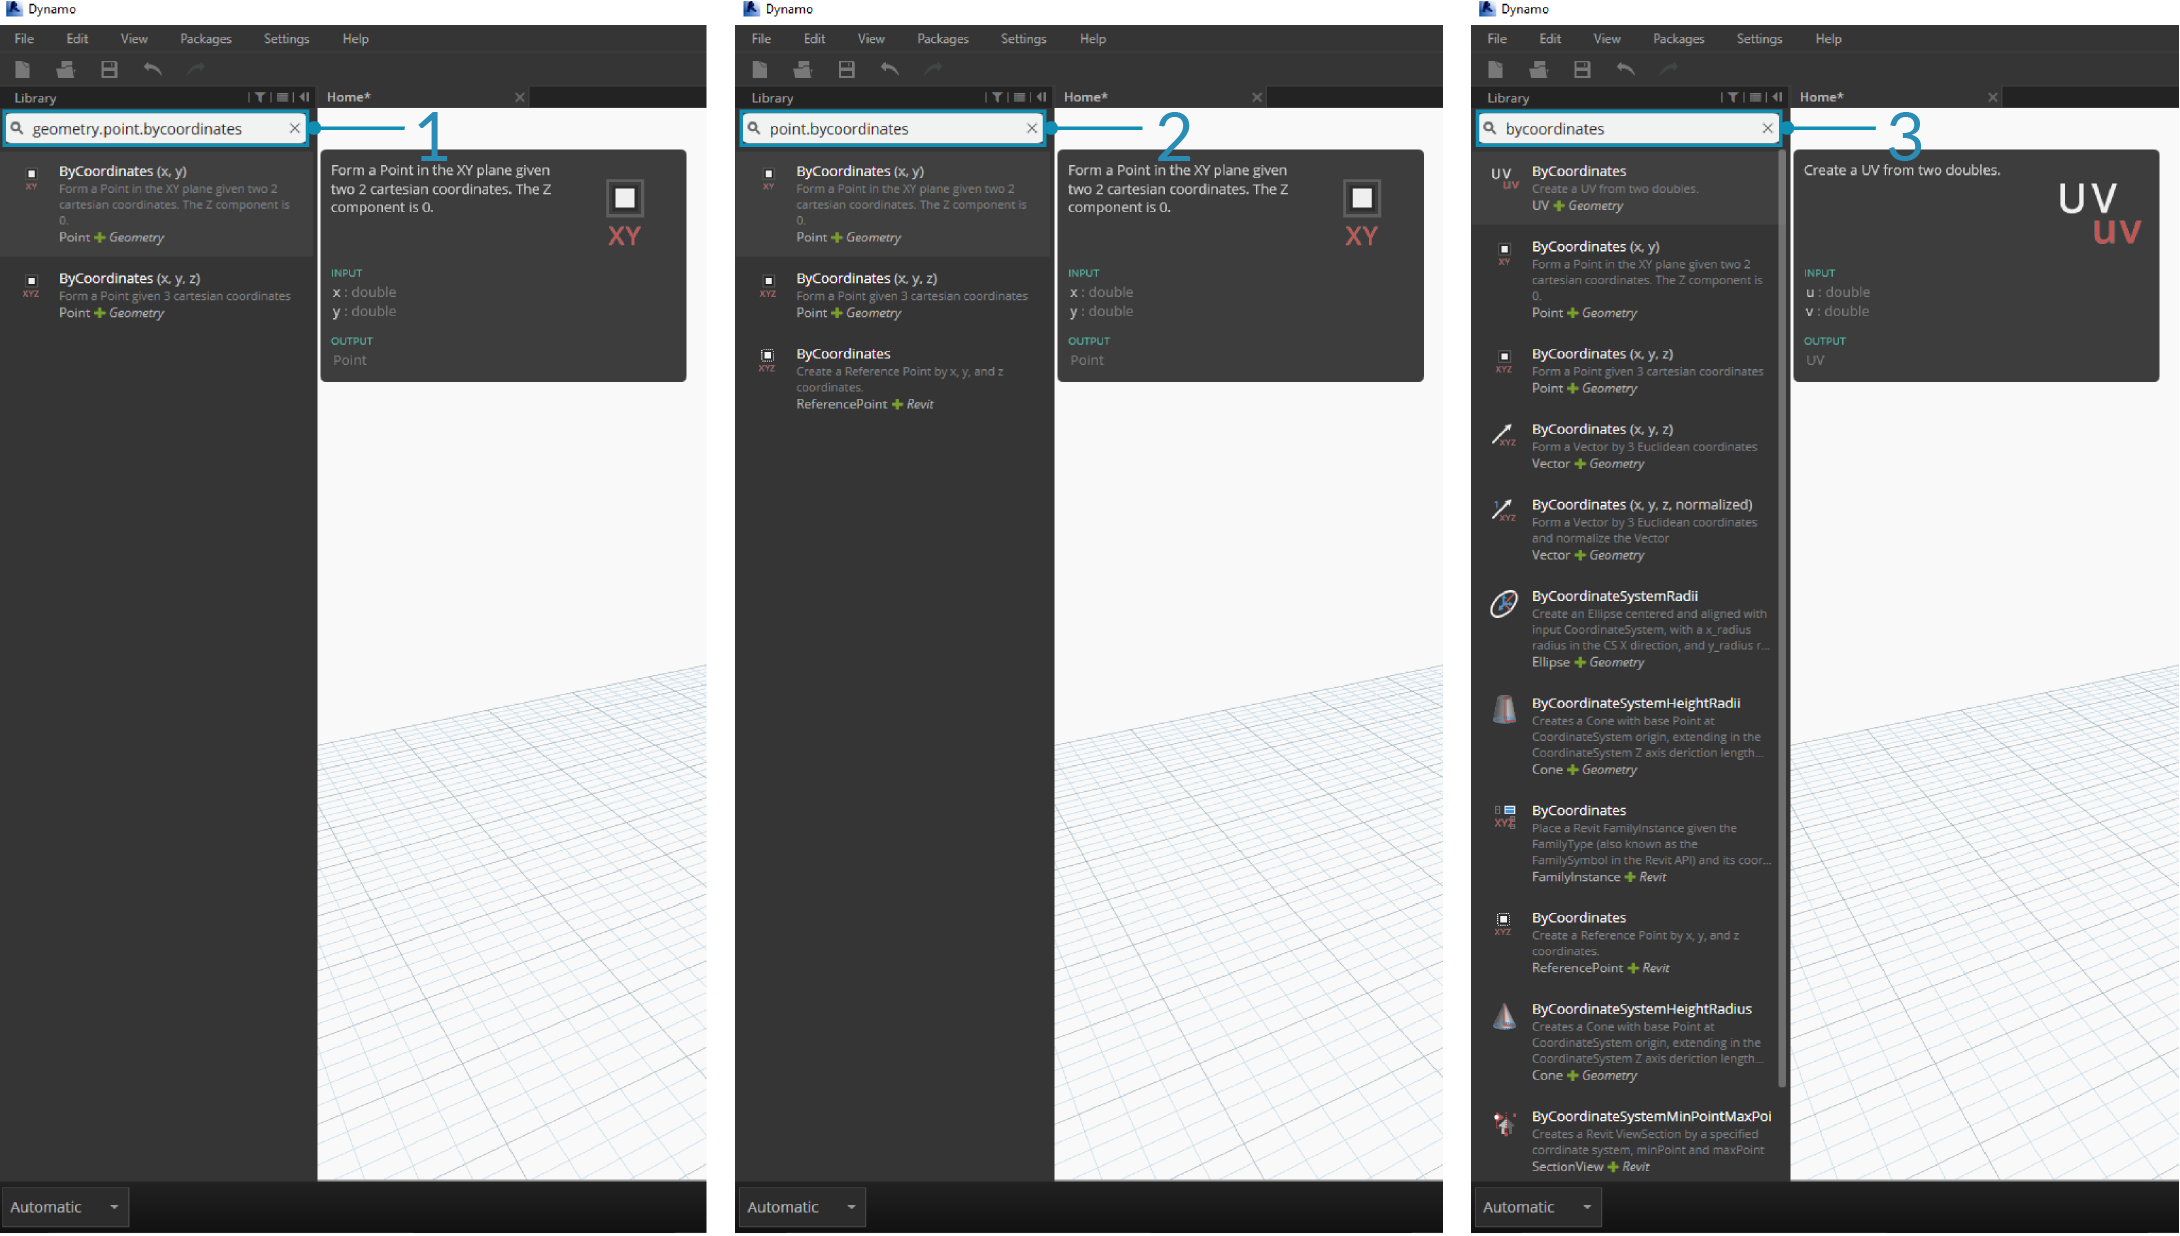 Dynamo
File Edit View Packages Settings Help
Library
Home*
geometry.point.bycoordinates
1
ByCoordinates (x, y)
Form a Point in the XY plane given two 2
cartesian coordinates. The Z component is
0.
Point + Geometry
ByCoordinates (x, y, z)
Form a Point given 3 cartesian coordinates
Point + Geometry
XY
XYZ
Form a Point in the XY plane given
two 2 cartesian coordinates. The Z
component is 0.
XY
INPUT
x : double
y : double
OUTPUT
Point
Automatic
Dynamo
File Edit View Packages Settings Help
Library
Home*
point.bycoordinates
2
ByCoordinates (x, y)
Form a Point in the XY plane given two 2
cartesian coordinates. The Z component is
0.
Point + Geometry
ByCoordinates (x, y, z)
Form a Point given 3 cartesian coordinates
Point + Geometry
ByCoordinates
Create a Reference Point by x, y, and z
coordinates.
ReferencePoint + Revit
XY
XYZ
XYZ
Form a Point in the XY plane given
two 2 cartesian coordinates. The Z
component is 0.
XY
INPUT
x : double
y : double
OUTPUT
Point
Automatic
Dynamo
File Edit View Packages Settings Help
Library
Home*
bycoordinates
3
UV
uv
ByCoordinates
Create a UV from two doubles.
UV + Geometry
XY
ByCoordinates (x, y)
Form a Point in the XY plane given two 2
cartesian coordinates. The Z component is
0.
Point + Geometry
XYZ
ByCoordinates (x, y, z)
Form a Point given 3 cartesian coordinates
Point + Geometry
XYZ
ByCoordinates (x, y, z)
Form a Vector by 3 Euclidean coordinates
Vector + Geometry
1
XYZ
ByCoordinates (x, y, z, normalized)
Form a Vector by 3 Euclidean coordinates
and normalize the Vector
Vector + Geometry
ByCoordinateSystemRadii
Create an Ellipse centered and aligned with
input CoordinateSystem, with a x_radius
radius in the CS X direction, and y_radius r...
Ellipse + Geometry
ByCoordinateSystemHeightRadii
Creates a Cone with base Point at
CoordinateSystem origin, extending in the
CoordinateSystem Z axis deriction length...
Cone + Geometry
XYZ
ByCoordinates
Place a Revit FamilyInstance given the
FamilyType (also known as the
FamilySymbol in the Revit API) and its coor...
FamilyInstance + Revit
XYZ
ByCoordinates
Create a Reference Point by x, y, and z
coordinates.
ReferencePoint + Revit
ByCoordinateSystemHeightRadius
Creates a Cone with base Point at
CoordinateSystem origin, extending in the
CoordinateSystem Z axis deriction length...
Cone + Geometry
ByCoordinateSystemMinPointMaxPoi
Creates a Revit ViewSection by a specified
corrdinate system, minPoint and maxPoint
SectionView + Revit
Create a UV from two doubles.
UV
uv
INPUT
u : double
v : double
OUTPUT
UV
Automatic